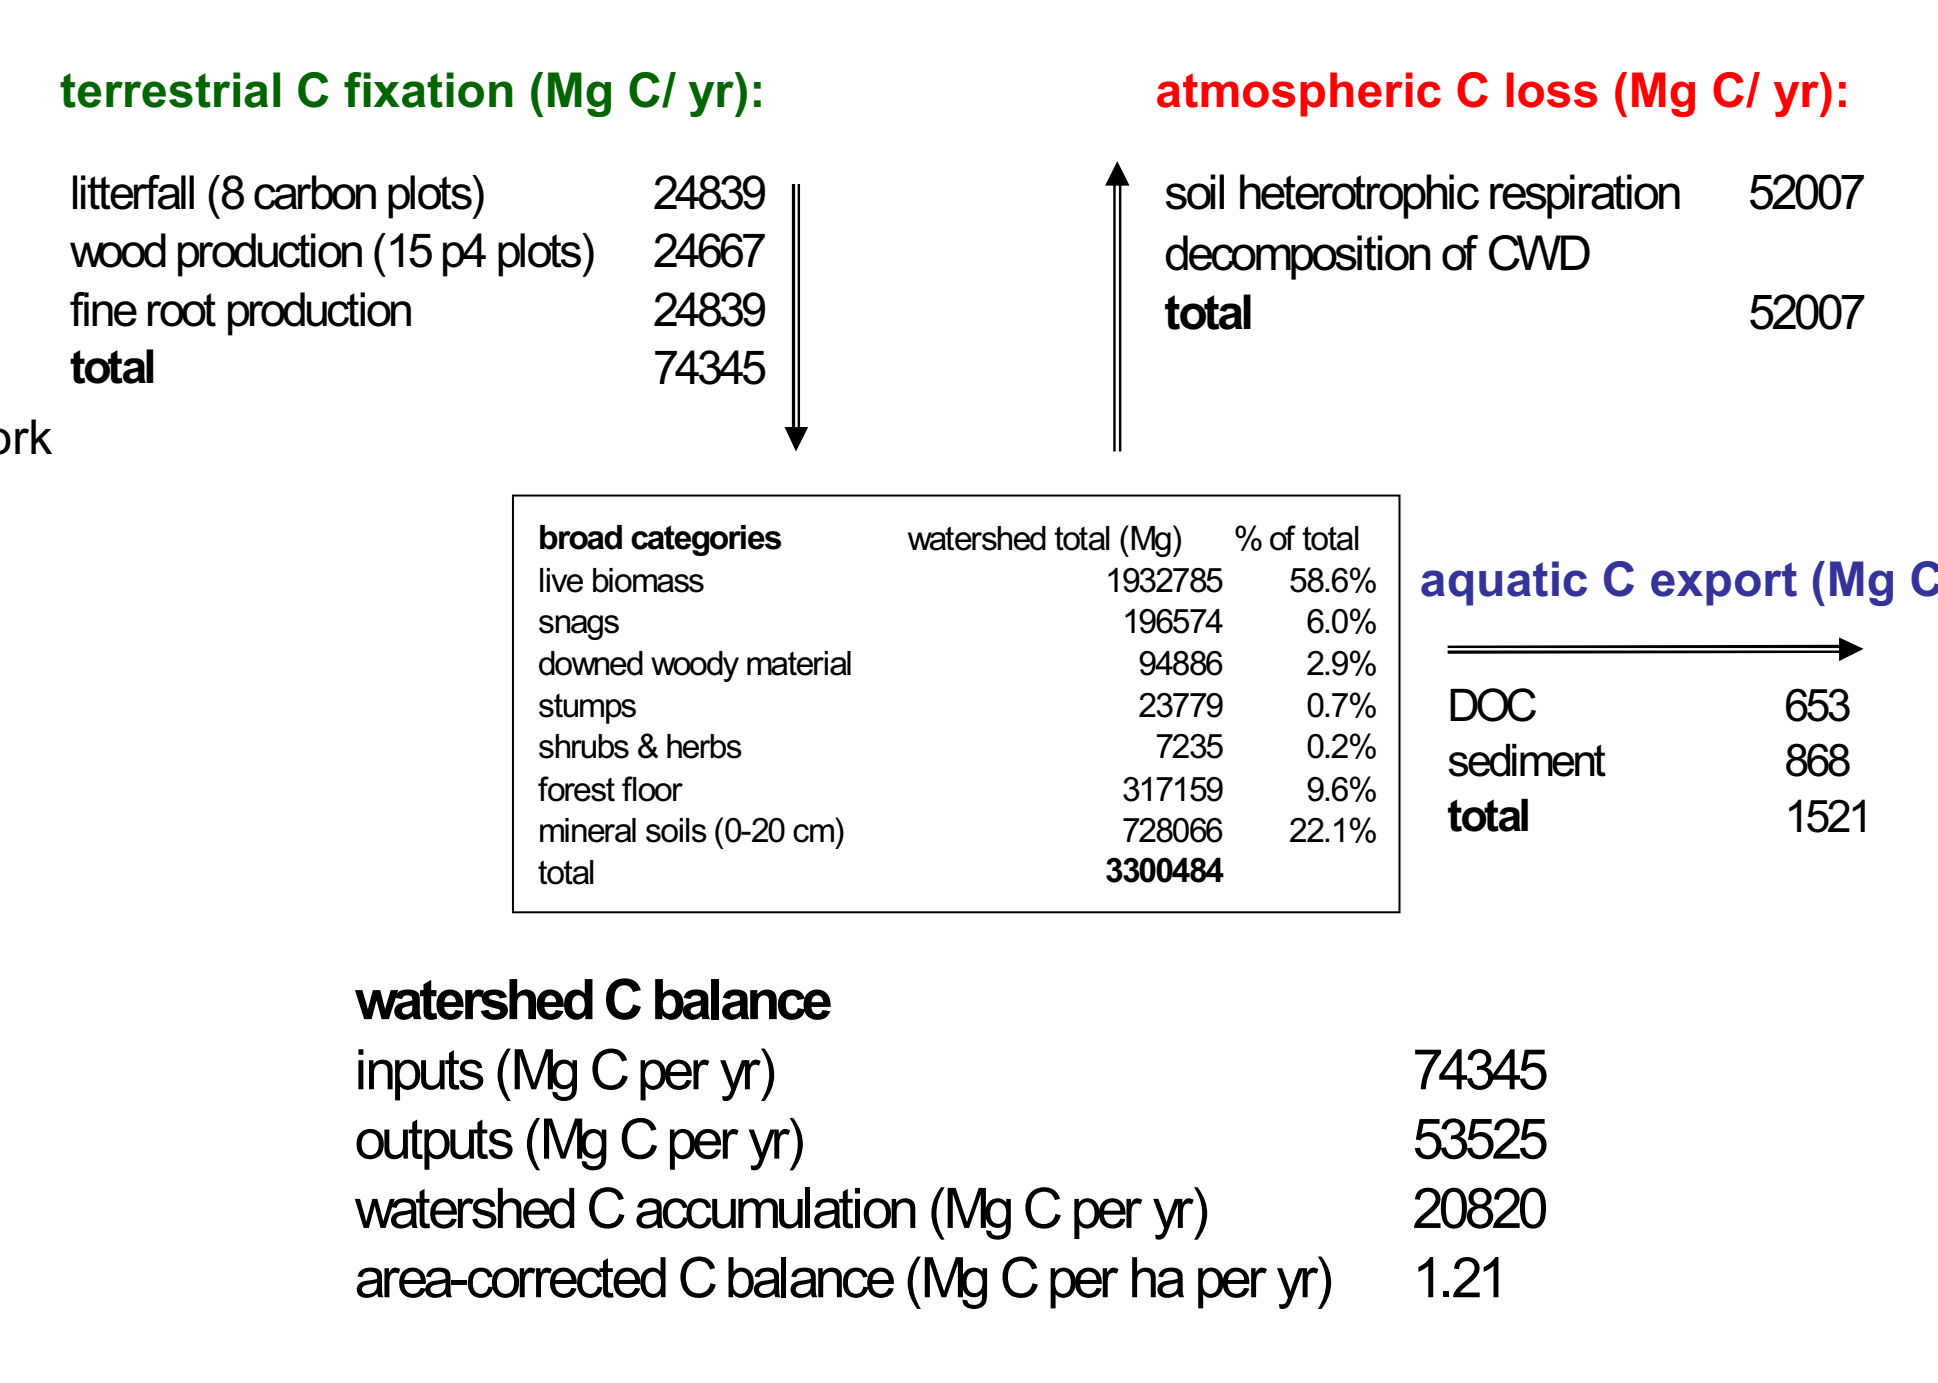 terrestrial C fixation (Mg C/ yr):
litterfall (8 carbon plots) 24839
wood production (15 p4 plots) 24667
fine root production 24839
total 74345
ork
atmospheric C loss (Mg C/ yr):
soil heterotrophic respiration 52007
decomposition of CWD
total 52007
broad categories watershed total (Mg) % of total
live biomass 1932785 58.6%
snags 196574 6.0%
downed woody material 94886 2.9%
stumps 23779 0.7%
shrubs & herbs 7235 0.2%
forest floor 317159 9.6%
mineral soils (0-20 cm) 728066 22.1%
total 3300484
aquatic C export (Mg C
DOC 653
sediment 868
total 1521
watershed C balance
inputs (Mg C per yr) 74345
outputs (Mg C per yr) 53525
watershed C accumulation (Mg C per yr) 20820
area-corrected C balance (Mg C per ha per yr) 1.21